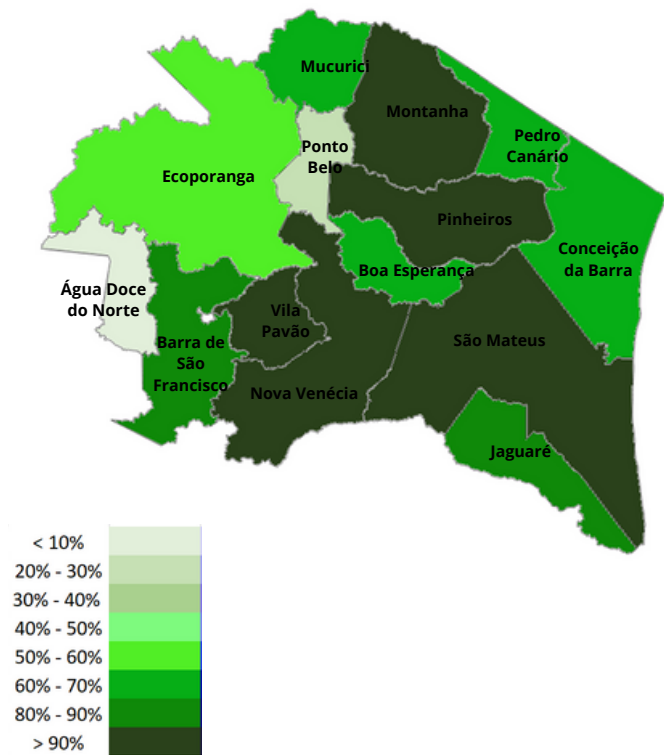 Mucurici
Montanha
Pedro
Canário
Ponto
Belo
Ecoporanga
Pinheiros
Conceição
da Barra
Boa Esperança
Água Doce
do Norte
Vila
Pavão
Barra de
São
Francisco
São Mateus
Nova Venécia
Jaguaré
< 10%
20% - 30%
30% - 40%
40% - 50%
50% - 60%
60% - 70%
80% - 90%
> 90%